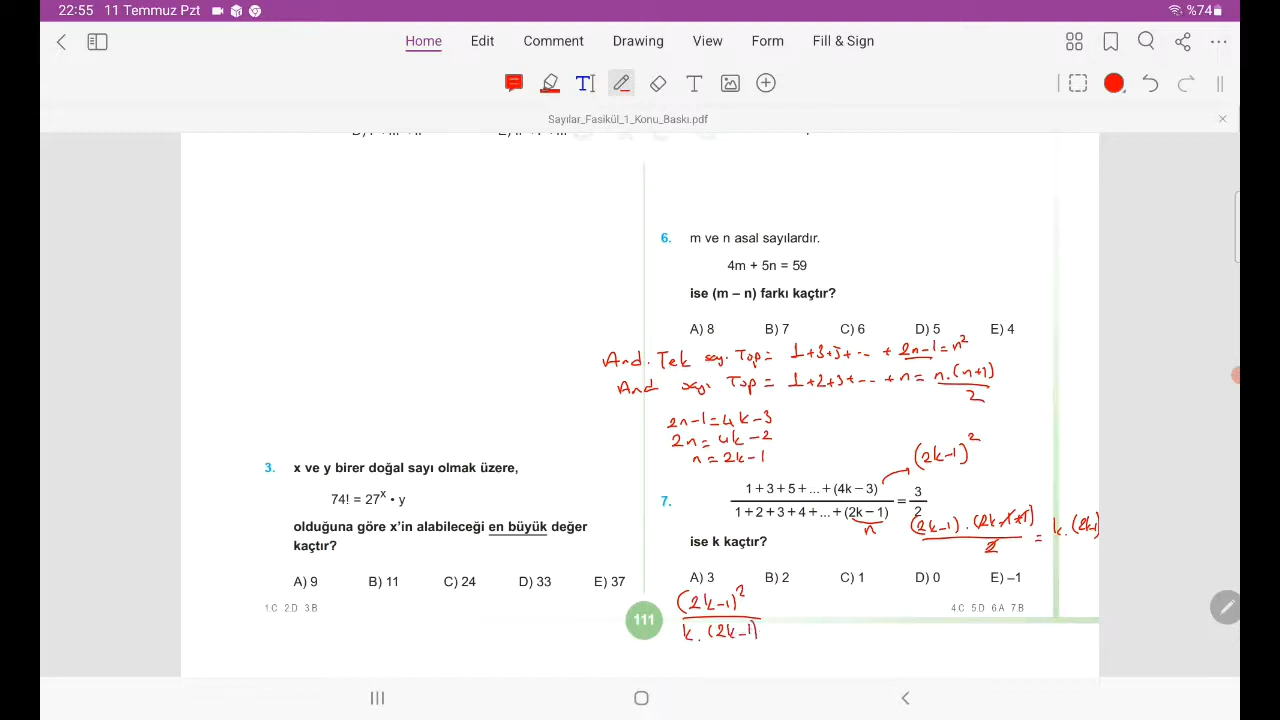 22:55 11 Temmuz Pzt %74
Home Edit Comment Drawing View Form Fill & Sign
Sayılar_Fasikül_1_Konu_Baskı.pdf
3. x ve y birer doğal sayı olmak üzere,
74! = 27^x • y
olduğuna göre x'in alabileceği en büyük değer
kaçtır?
A) 9 B) 11 C) 24 D) 33 E) 37
1C 2D 3B
111
6. m ve n asal sayılardır.
4m + 5n = 59
ise (m – n) farkı kaçtır?
A) 8 B) 7 C) 6 D) 5 E) 4
Ard. Tek say. Top = 1+3+5+ ... + 2n-1 = n^2
Ard say. Top = 1+2+3+ ... + n = n.(n+1)
2
2n-1 = 4k-3
2n = 4k-2
n = 2k-1
(2k-1)^2
7. 1 + 3 + 5 + ... + (4k – 3) = 3
1 + 2 + 3 + 4 + ... + (2k – 1) 2
n
(2k-1) . (2k-1+1) = k.(2k-1)
2
ise k kaçtır?
A) 3 B) 2 C) 1 D) 0 E) –1
(2k-1)^2
k.(2k-1)
4C 5D 6A 7B